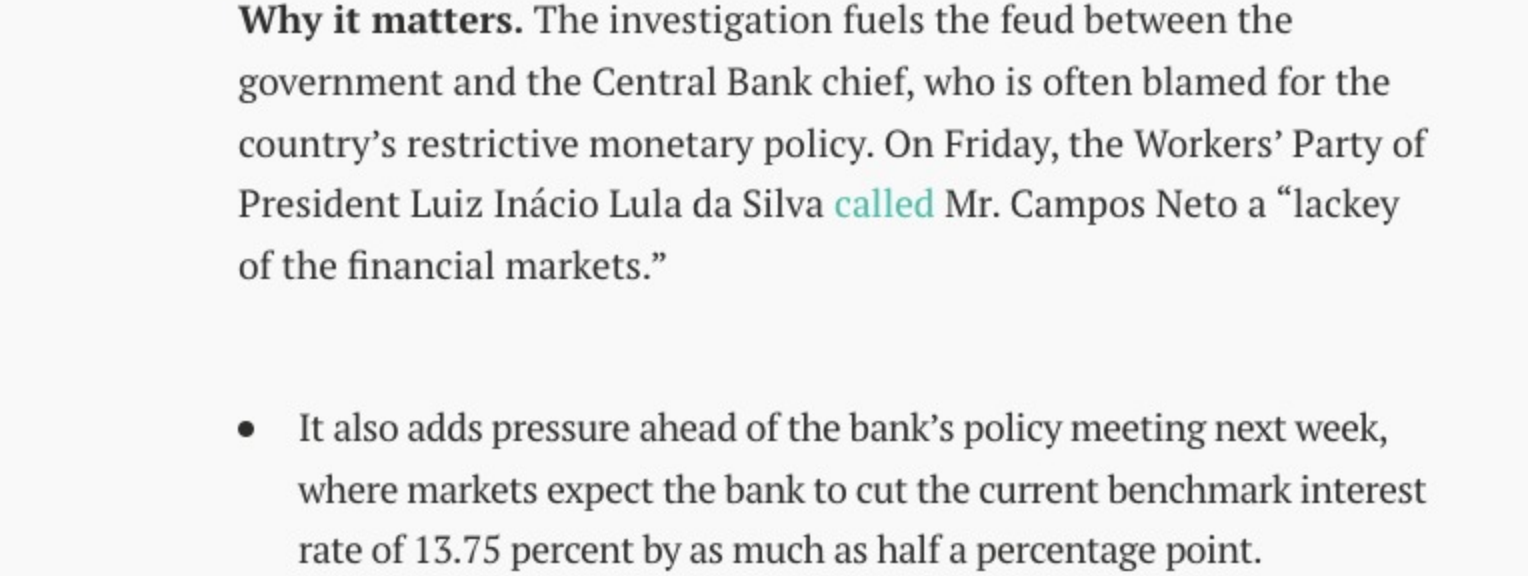 Why it matters. The investigation fuels the feud between the
government and the Central Bank chief, who is often blamed for the
country’s restrictive monetary policy. On Friday, the Workers’ Party of
President Luiz Inácio Lula da Silva called Mr. Campos Neto a “lackey
of the financial markets.”
• It also adds pressure ahead of the bank’s policy meeting next week,
where markets expect the bank to cut the current benchmark interest
rate of 13.75 percent by as much as half a percentage point.